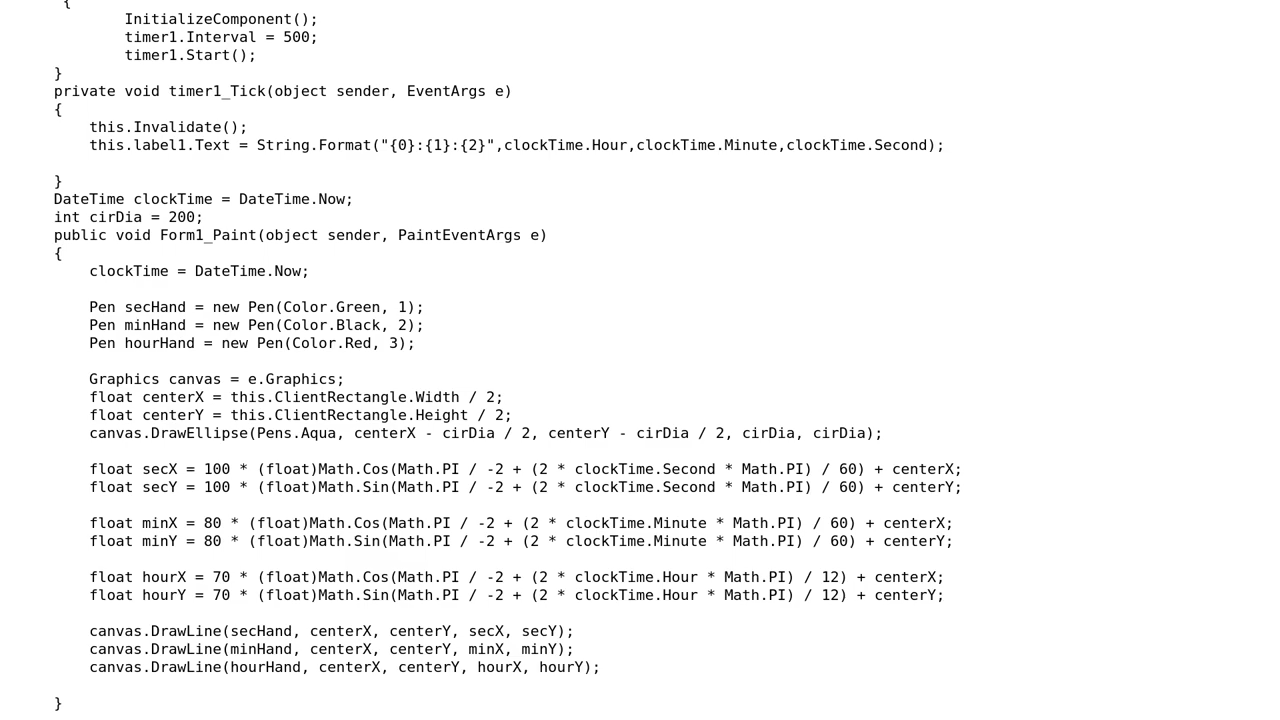 {
InitializeComponent();
timer1.Interval = 500;
timer1.Start();
}
private void timer1_Tick(object sender, EventArgs e)
{
this.Invalidate();
this.label1.Text = String.Format("{0}:{1}:{2}",clockTime.Hour,clockTime.Minute,clockTime.Second);
}
DateTime clockTime = DateTime.Now;
int cirDia = 200;
public void Form1_Paint(object sender, PaintEventArgs e)
{
clockTime = DateTime.Now;
Pen secHand = new Pen(Color.Green, 1);
Pen minHand = new Pen(Color.Black, 2);
Pen hourHand = new Pen(Color.Red, 3);
Graphics canvas = e.Graphics;
float centerX = this.ClientRectangle.Width / 2;
float centerY = this.ClientRectangle.Height / 2;
canvas.DrawEllipse(Pens.Aqua, centerX - cirDia / 2, centerY - cirDia / 2, cirDia, cirDia);
float secX = 100 * (float)Math.Cos(Math.PI / -2 + (2 * clockTime.Second * Math.PI) / 60) + centerX;
float secY = 100 * (float)Math.Sin(Math.PI / -2 + (2 * clockTime.Second * Math.PI) / 60) + centerY;
float minX = 80 * (float)Math.Cos(Math.PI / -2 + (2 * clockTime.Minute * Math.PI) / 60) + centerX;
float minY = 80 * (float)Math.Sin(Math.PI / -2 + (2 * clockTime.Minute * Math.PI) / 60) + centerY;
float hourX = 70 * (float)Math.Cos(Math.PI / -2 + (2 * clockTime.Hour * Math.PI) / 12) + centerX;
float hourY = 70 * (float)Math.Sin(Math.PI / -2 + (2 * clockTime.Hour * Math.PI) / 12) + centerY;
canvas.DrawLine(secHand, centerX, centerY, secX, secY);
canvas.DrawLine(minHand, centerX, centerY, minX, minY);
canvas.DrawLine(hourHand, centerX, centerY, hourX, hourY);
}